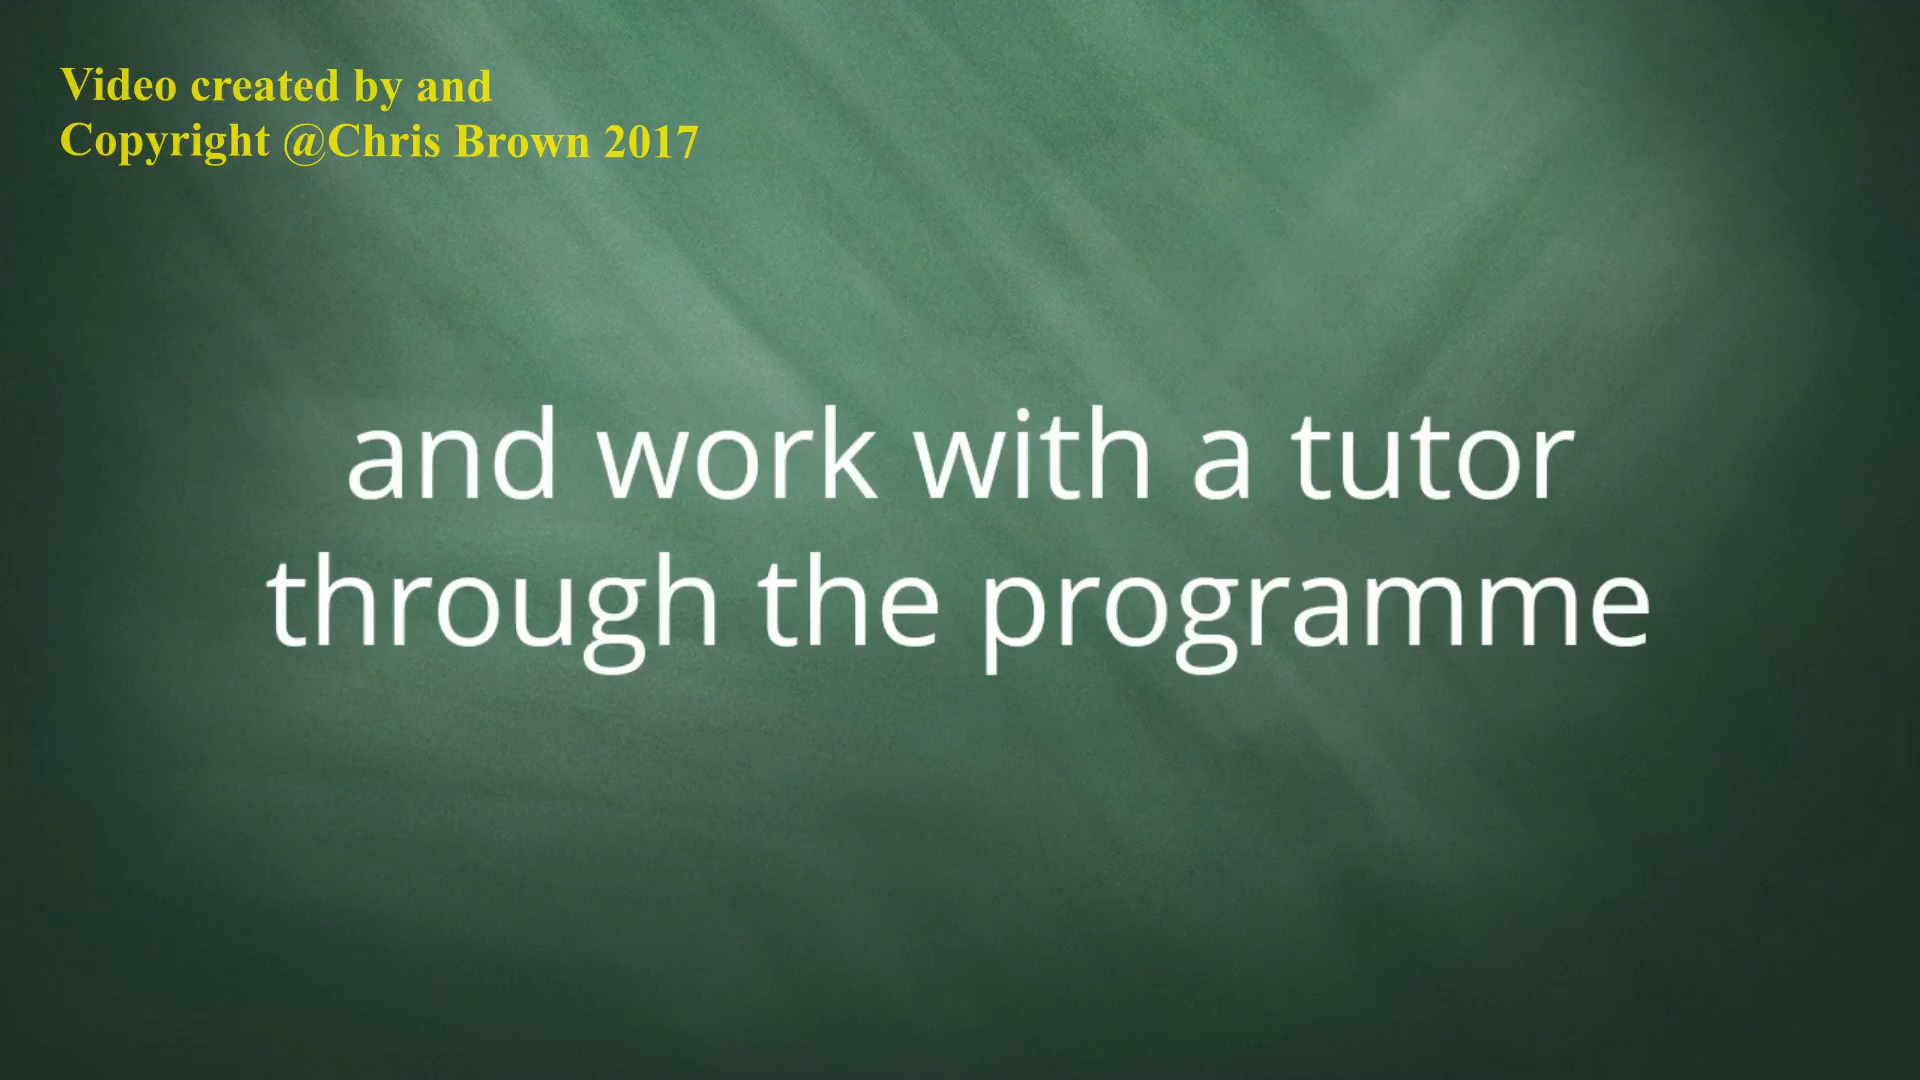 Video created by and
Copyright @Chris Brown 2017
and work with a tutor
through the programme